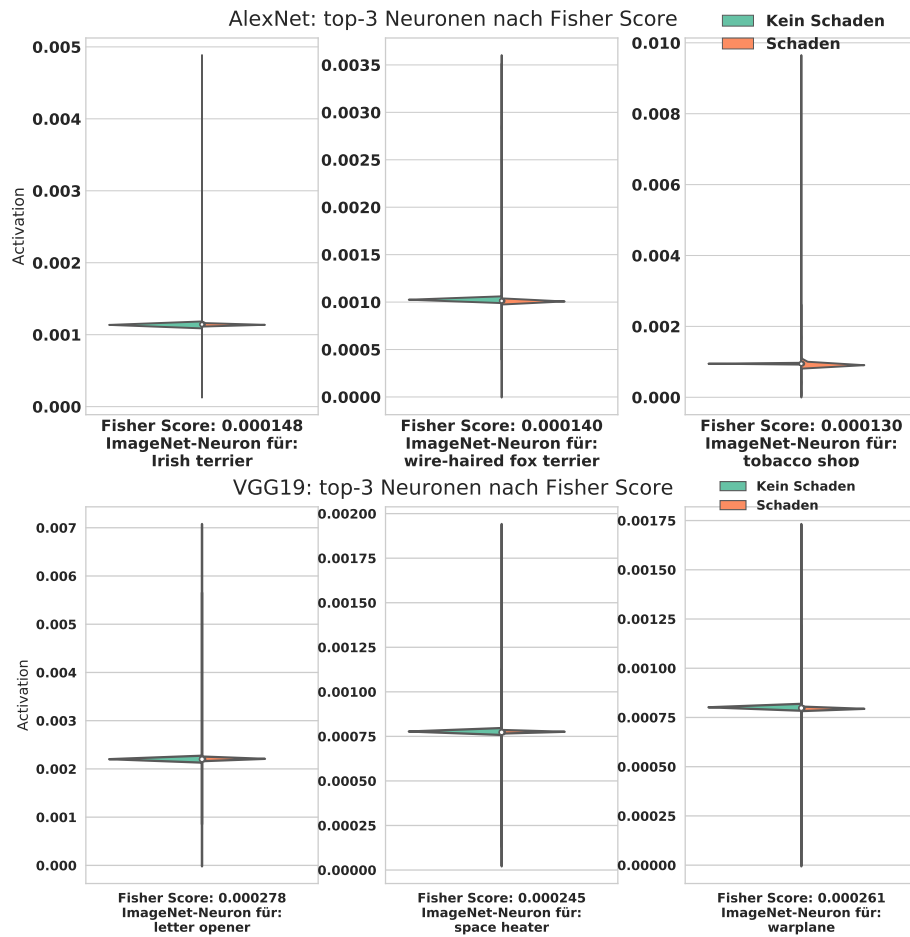 AlexNet: top-3 Neuronen nach Fisher Score
Kein Schaden
Schaden
Activation
0.005
0.004
0.003
0.002
0.001
0.000
Fisher Score: 0.000148
ImageNet-Neuron für:
Irish terrier
0.0035
0.0030
0.0025
0.0020
0.0015
0.0010
0.0005
0.0000
Fisher Score: 0.000140
ImageNet-Neuron für:
wire-haired fox terrier
0.010
0.008
0.006
0.004
0.002
0.000
Fisher Score: 0.000130
ImageNet-Neuron für:
tobacco shop
VGG19: top-3 Neuronen nach Fisher Score
Kein Schaden
Schaden
Activation
0.007
0.006
0.005
0.004
0.003
0.002
0.001
0.000
Fisher Score: 0.000278
ImageNet-Neuron für:
letter opener
0.00200
0.00175
0.00150
0.00125
0.00100
0.00075
0.00050
0.00025
0.00000
Fisher Score: 0.000245
ImageNet-Neuron für:
space heater
0.00175
0.00150
0.00125
0.00100
0.00075
0.00050
0.00025
0.00000
Fisher Score: 0.000261
ImageNet-Neuron für:
warplane